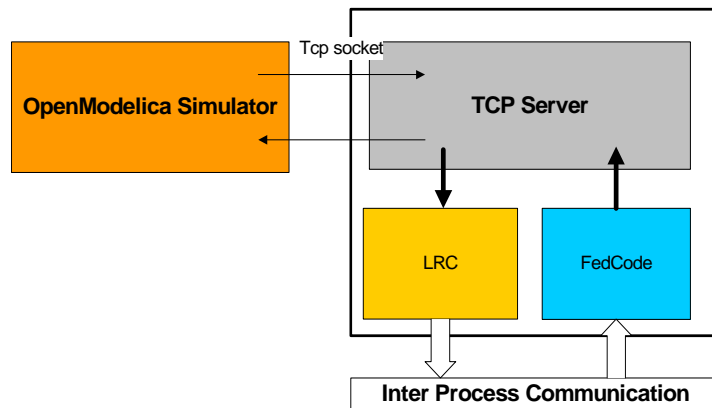 Tcp socket
OpenModelica Simulator
TCP Server
LRC
FedCode
Inter Process Communication